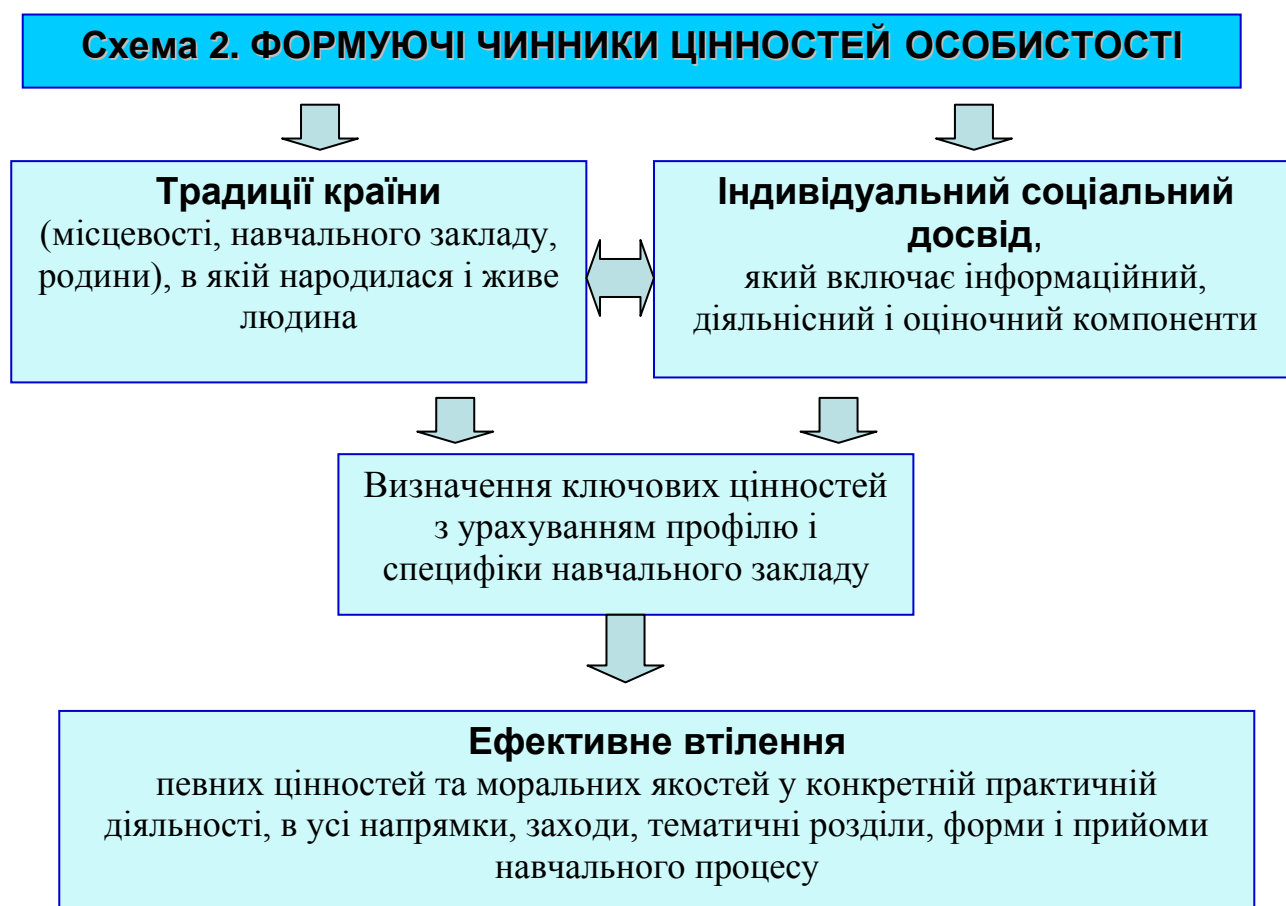 Схема 2. ФОРМУЮЧІ ЧИННИКИ ЦІННОСТЕЙ ОСОБИСТОСТІ
Традиції країни
(місцевості, навчального закладу,
родини), в якій народилася і живе
людина
Індивідуальний соціальний
досвід,
який включає інформаційний,
діяльнісний і оціночний компоненти
Визначення ключових цінностей
з урахуванням профілю і
специфіки навчального закладу
Ефективне втілення
певних цінностей та моральних якостей у конкретній практичній
діяльності, в усі напрямки, заходи, тематичні розділи, форми і прийоми
навчального процесу